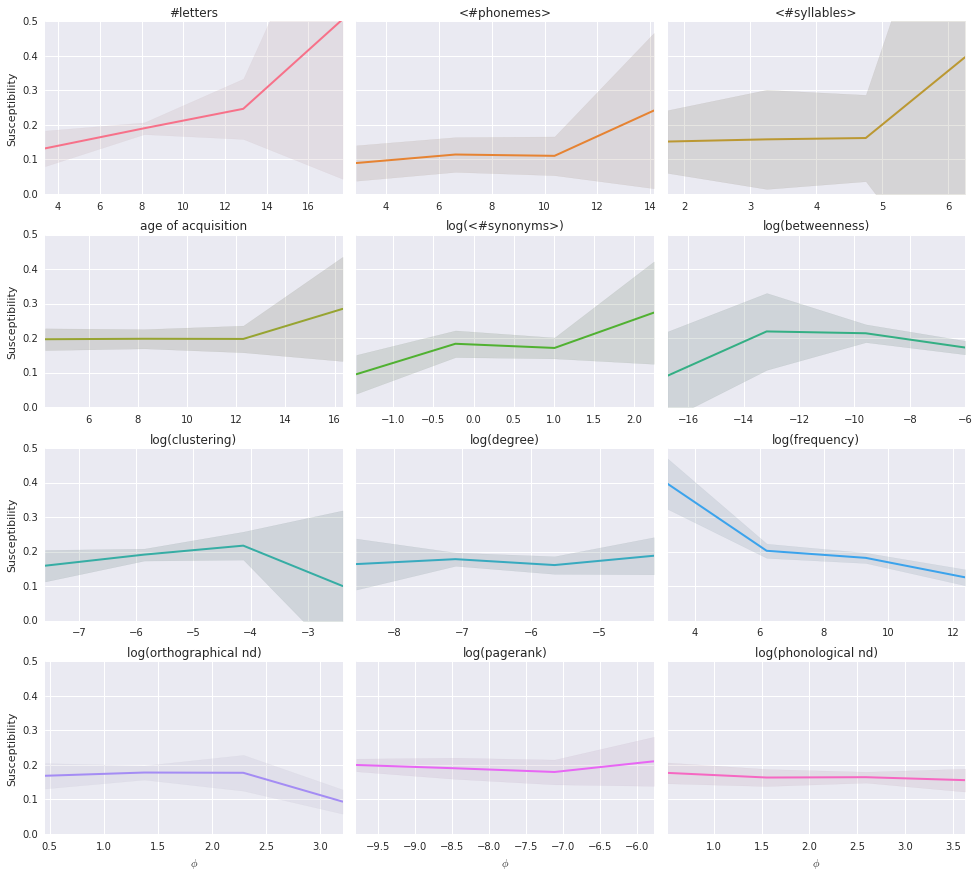 #letters <#phonemes> <#syllables>
0.5
0.4
0.3
0.2
0.1
0.0
Susceptibility
4 6 8 10 12 14 16
4 6 8 10 12 14
2 3 4 5 6
age of acquisition log(<#synonyms>) log(betweenness)
0.5
0.4
0.3
0.2
0.1
0.0
Susceptibility
6 8 10 12 14 16
−1.0 −0.5 0.0 0.5 1.0 1.5 2.0
−16 −14 −12 −10 −8 −6
log(clustering) log(degree) log(frequency)
0.5
0.4
0.3
0.2
0.1
0.0
Susceptibility
−7 −6 −5 −4 −3
−8 −7 −6 −5
4 6 8 10 12
log(orthographical nd) log(pagerank) log(phonological nd)
0.5
0.4
0.3
0.2
0.1
0.0
Susceptibility
0.5 1.0 1.5 2.0 2.5 3.0
−9.5 −9.0 −8.5 −8.0 −7.5 −7.0 −6.5 −6.0
1.0 1.5 2.0 2.5 3.0 3.5
ϕ ϕ ϕ